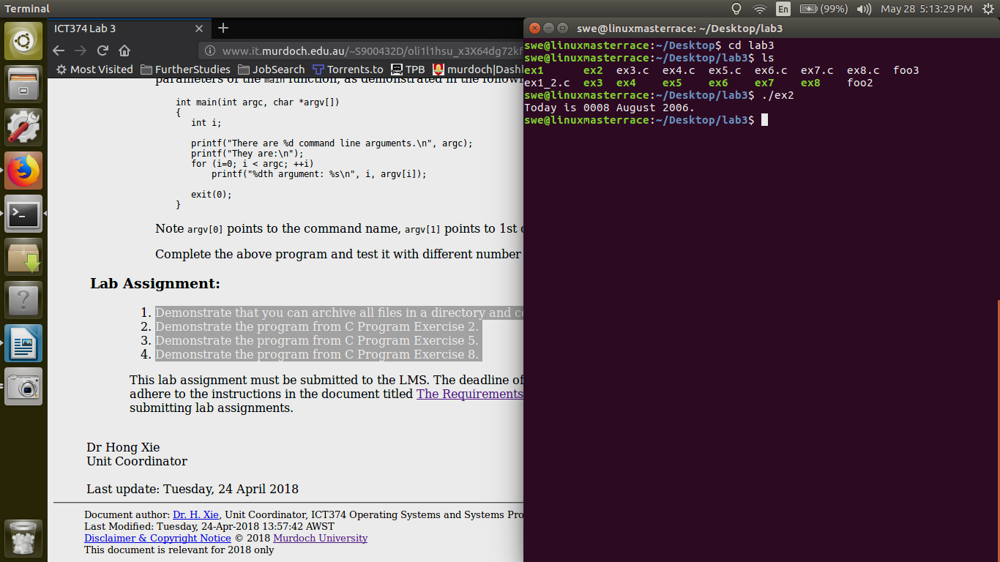 Terminal
En
(99%)
May 28 5:13:29 PM
ICT374 Lab 3
www.it.murdoch.edu.au/~S900432D/oli1l1hsu_x3X64dg72kf
Most Visited
FurtherStudies
JobSearch
Torrents.to
TPB
murdoch|Dashl
parameters of the main function, as demonstrated in the followin
int main(int argc, char *argv[])
{
int i;
printf("There are %d command line arguments.\n", argc);
printf("They are:\n");
for (i=0; i < argc; ++i)
printf("%dth argument: %s\n", i, argv[i]);
exit(0);
}
Note argv[0] points to the command name, argv[1] points to 1st c
Complete the above program and test it with different number
Lab Assignment:
1. Demonstrate that you can archive all files in a directory and co
2. Demonstrate the program from C Program Exercise 2.
3. Demonstrate the program from C Program Exercise 5.
4. Demonstrate the program from C Program Exercise 8.
This lab assignment must be submitted to the LMS. The deadline of
adhere to the instructions in the document titled The Requirements
submitting lab assignments.
Dr Hong Xie
Unit Coordinator
Last update: Tuesday, 24 April 2018
Document author: Dr. H. Xie, Unit Coordinator, ICT374 Operating Systems and Systems Pro
Last Modified: Tuesday, 24-Apr-2018 13:57:42 AWST
Disclaimer & Copyright Notice © 2018 Murdoch University
This document is relevant for 2018 only
swe@linuxmasterrace: ~/Desktop/lab3
swe@linuxmasterrace:~/Desktop$ cd lab3
swe@linuxmasterrace:~/Desktop/lab3$ ls
ex1 ex2 ex3.c ex4.c ex5.c ex6.c ex7.c ex8.c foo3
ex1_2.c ex3 ex4 ex5 ex6 ex7 ex8 foo2
swe@linuxmasterrace:~/Desktop/lab3$ ./ex2
Today is 0008 August 2006.
swe@linuxmasterrace:~/Desktop/lab3$